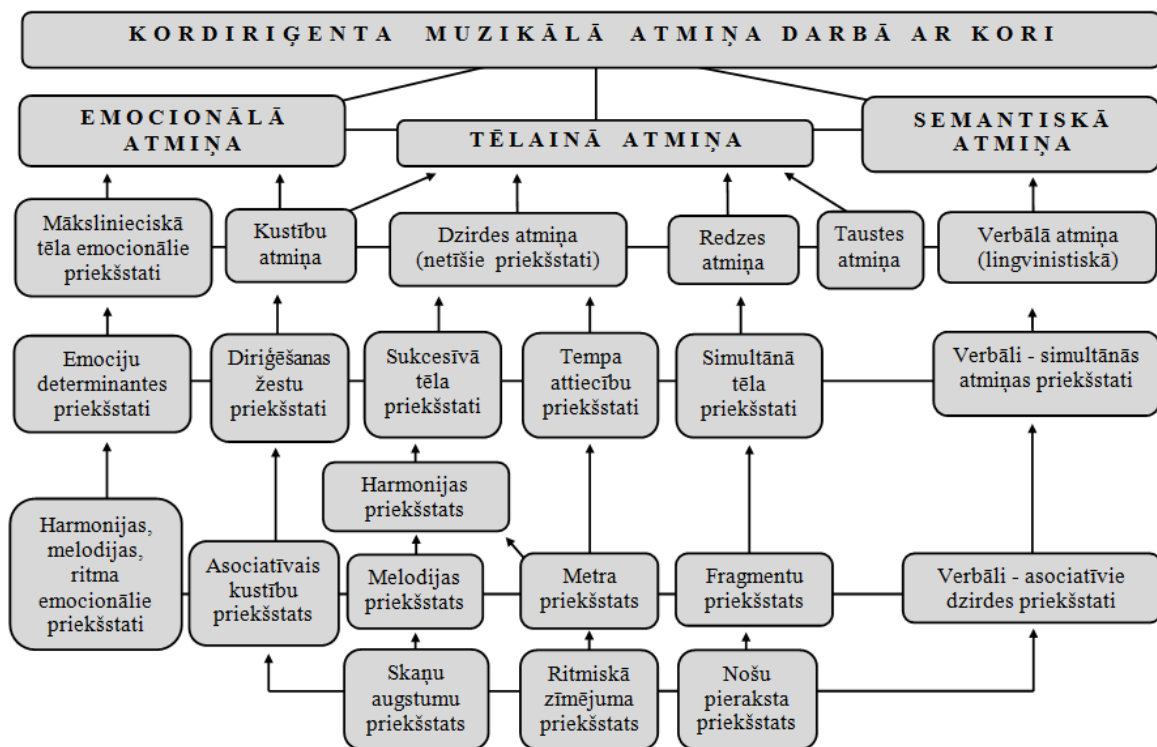 KORDIRIĢENTA MUZIKĀLĀ ATMIŅA DARBĀ AR KORI
EMOCIONĀLĀ
ATMIŅA
TĒLAINĀ ATMIŅA
SEMANTISKĀ
ATMIŅA
Mākslinieciskā
tēla emocionālie
priekšstati
Kustību
atmiņa
Dzirdes atmiņa
(netīšie priekšstati)
Redzes
atmiņa
Taustes
atmiņa
Verbālā atmiņa
(lingvinistiskā)
Emociju
determinantes
priekšstati
Diriģēšanas
žestu
priekšstati
Sukcesīvā
tēla
priekšstati
Tempa
attiecību
priekšstati
Simultānā
tēla
priekšstati
Verbāli - simultānās
atmiņas priekšstati
Harmonijas
priekšstats
Harmonijas,
melodijas,
ritma
emocionālie
priekšstati
Asociatīvais
kustību
priekšstats
Melodijas
priekšstats
Metra
priekšstats
Fragmentu
priekšstats
Verbāli - asociatīvie
dzirdes priekšstati
Skaņu
augstumu
priekšstats
Ritmiskā
zīmējuma
priekšstats
Nošu
pieraksta
priekšstats